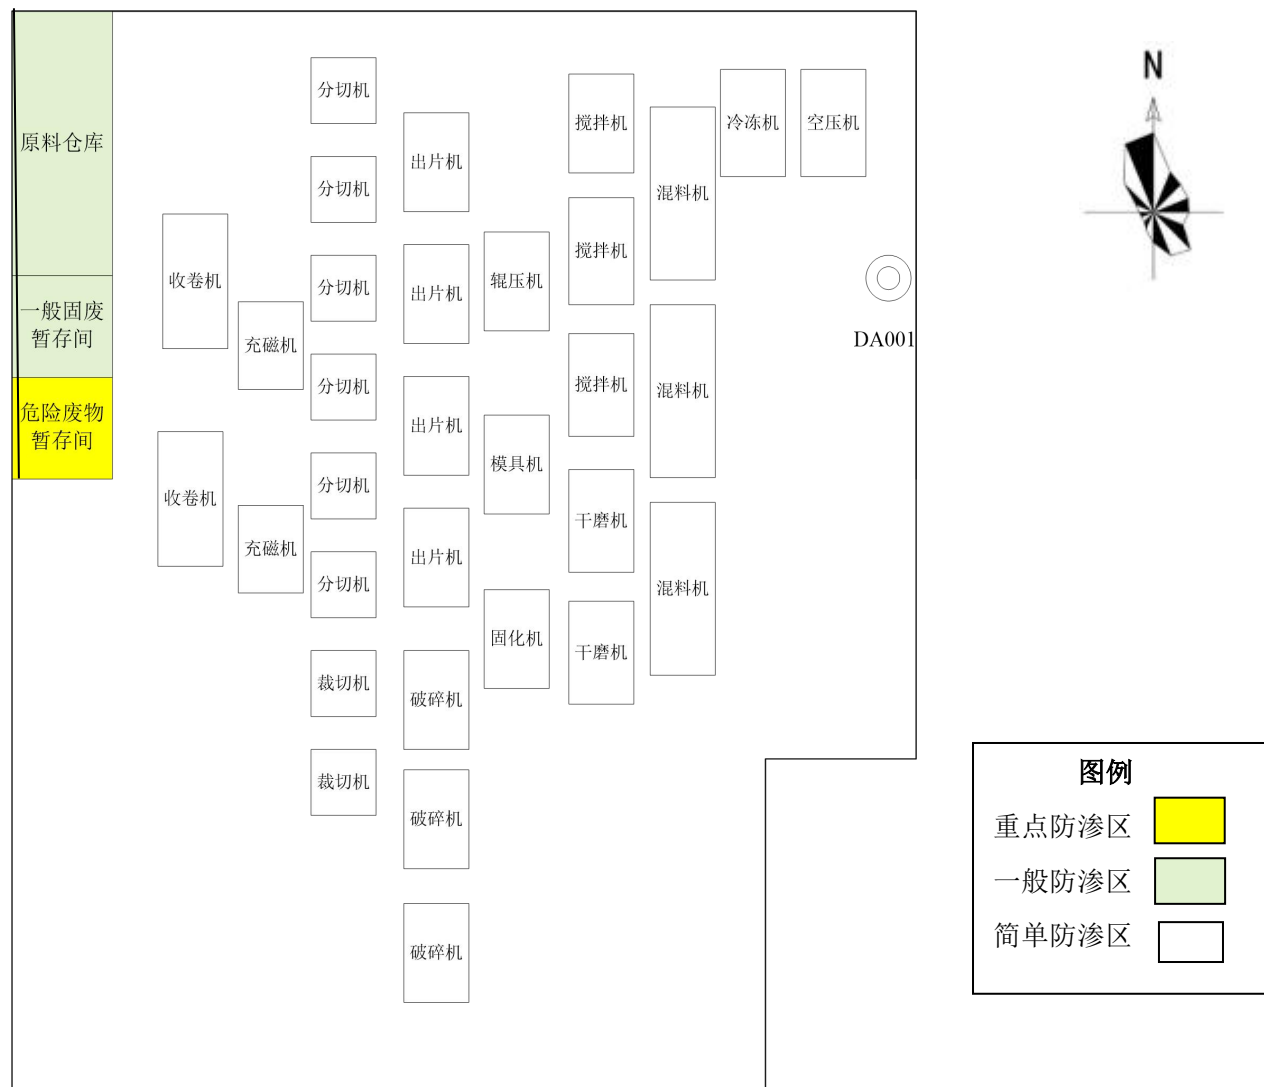 N
分切机
搅拌机
冷冻机
空压机
原料仓库
出片机
分切机
混料机
搅拌机
收卷机
分切机
出片机
辊压机
一般固废
暂存间
充磁机
DA001
分切机
搅拌机
混料机
危险废物
暂存间
出片机
模具机
收卷机
分切机
干磨机
充磁机
出片机
分切机
混料机
固化机
干磨机
裁切机
破碎机
裁切机
破碎机
破碎机
图例
重点防渗区
一般防渗区
简单防渗区